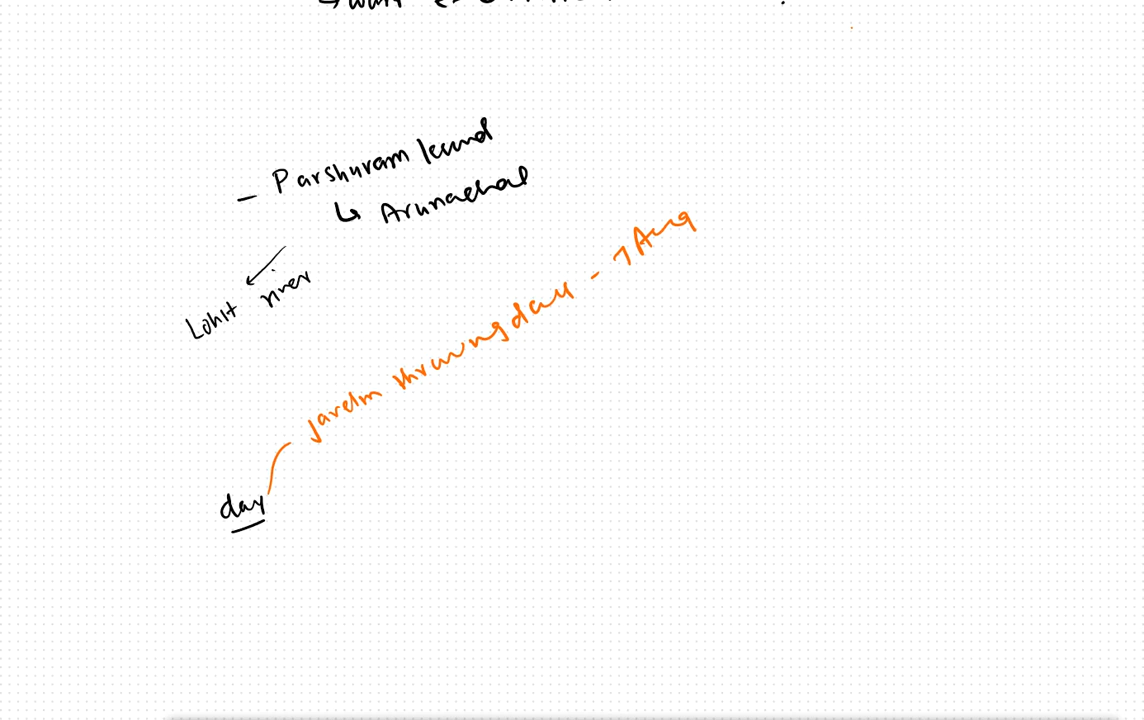 - Parshuram kund
↳ Arunachal
Lohit river
javelin throwing day - 7 Aug
day